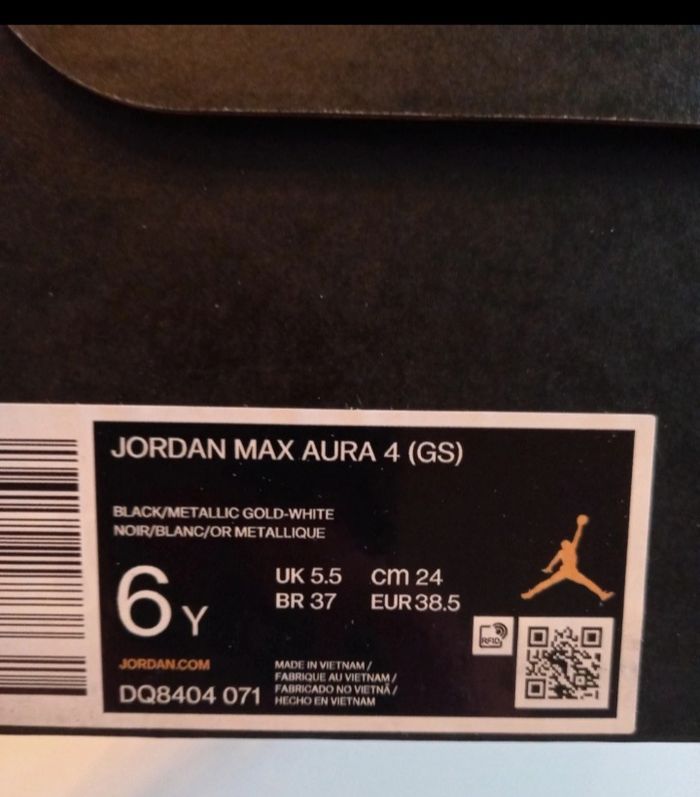 JORDAN MAX AURA 4 (GS)
BLACK/METALLIC GOLD-WHITE
NOIR/BLANC/OR METALLIQUE
6 Y
UK 5.5 cm 24
BR 37 EUR 38.5
RFID
JORDAN.COM
DQ8404 071
MADE IN VIETNAM /
FABRIQUE AU VIETNAM /
FABRICADO NO VIETNÃ /
HECHO EN VIETNAM